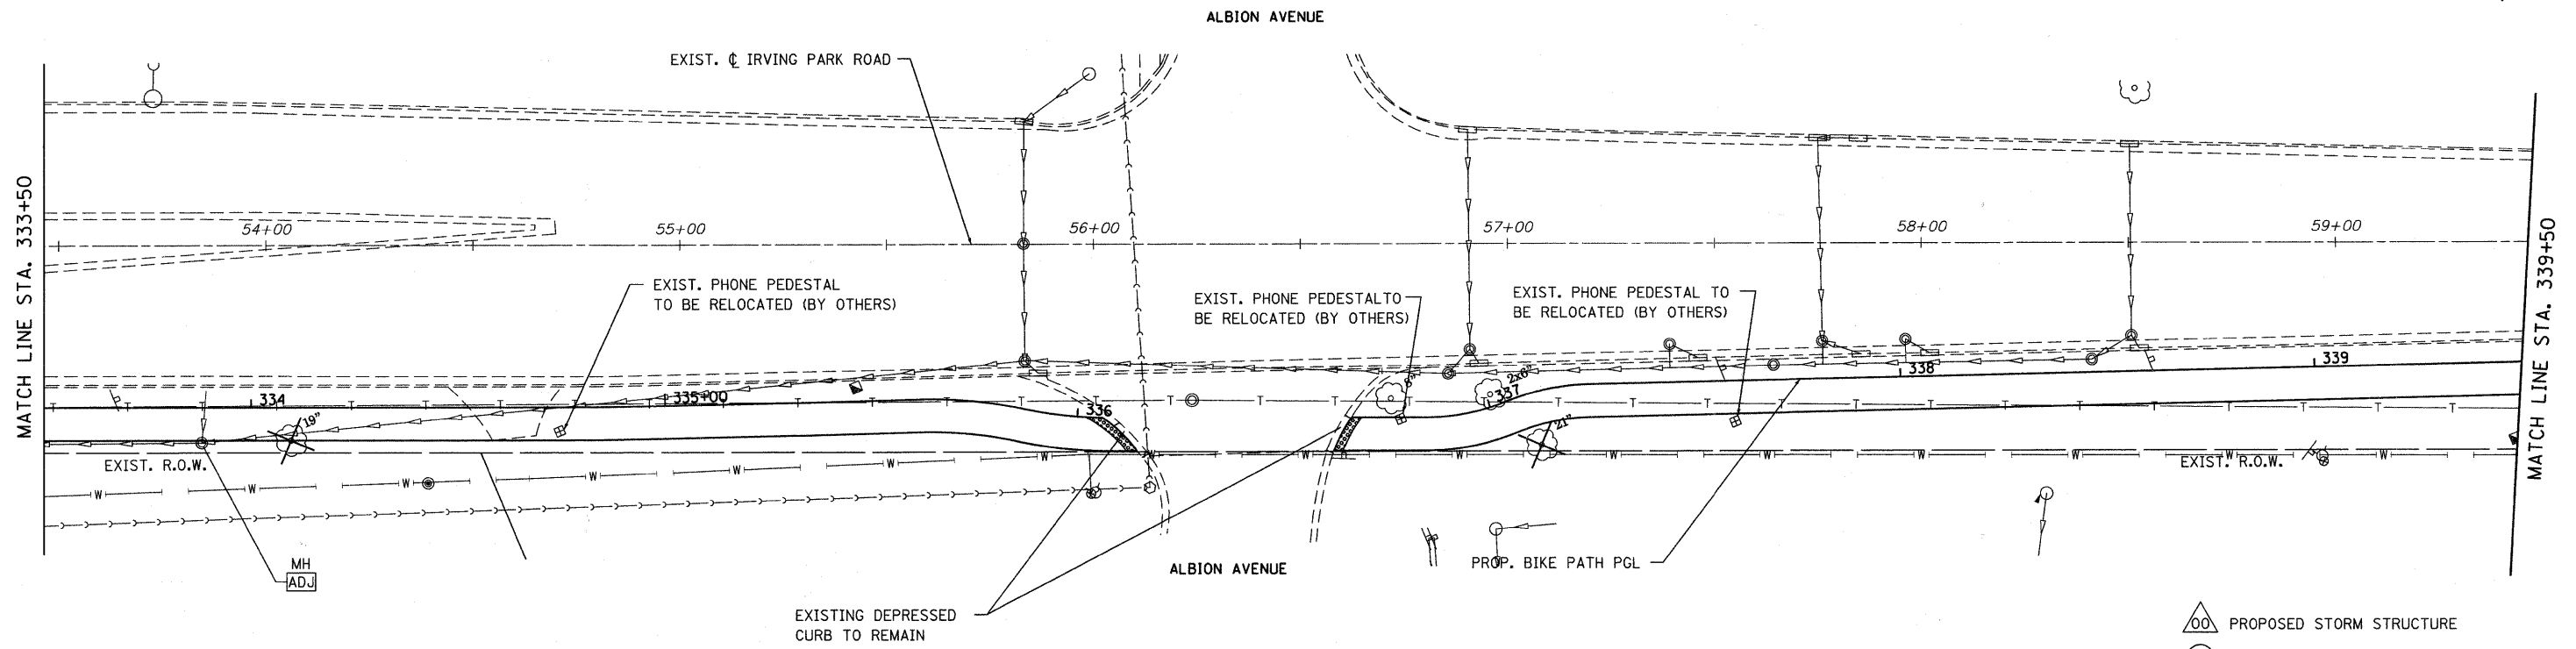 ALBION AVENUE
EXIST. ℄ IRVING PARK ROAD
MATCH LINE STA. 333+50
54+00
55+00
56+00
57+00
58+00
59+00
MATCH LINE STA. 339+50
EXIST. PHONE PEDESTAL
TO BE RELOCATED (BY OTHERS)
EXIST. PHONE PEDESTALTO
BE RELOCATED (BY OTHERS)
EXIST. PHONE PEDESTAL TO
BE RELOCATED (BY OTHERS)
334
335+00
336
337
338
339
19"
2x6"
21"
T T T T T T T T T T T T T T T T T T T T T
EXIST. R.O.W.
EXIST. R.O.W.
W W W W W W W W W W W W W W W W
MH
ADJ
ALBION AVENUE
PROP. BIKE PATH PGL
EXISTING DEPRESSED
CURB TO REMAIN
00 PROPOSED STORM STRUCTURE